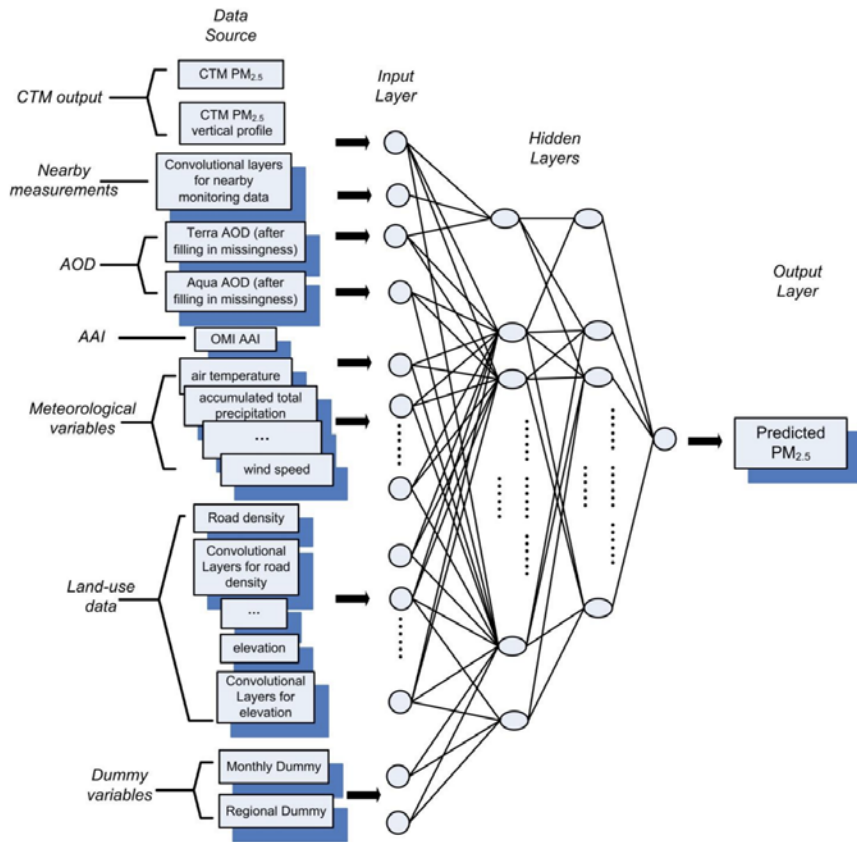 Data
Source
CTM output
CTM PM2.5
CTM PM2.5
vertical profile
Nearby
measurements
Convolutional layers
for nearby
monitoring data
AOD
Terra AOD (after
filling in missingness)
Aqua AOD (after
filling in missingness)
AAI
OMI AAI
Meteorological
variables
air temperature
accumulated total
precipitation
...
wind speed
Land-use
data
Road density
Convolutional
Layers for road
density
...
elevation
Convolutional
Layers for
elevation
Dummy
variables
Monthly Dummy
Regional Dummy
Input
Layer
Hidden
Layers
Output
Layer
Predicted
PM2.5